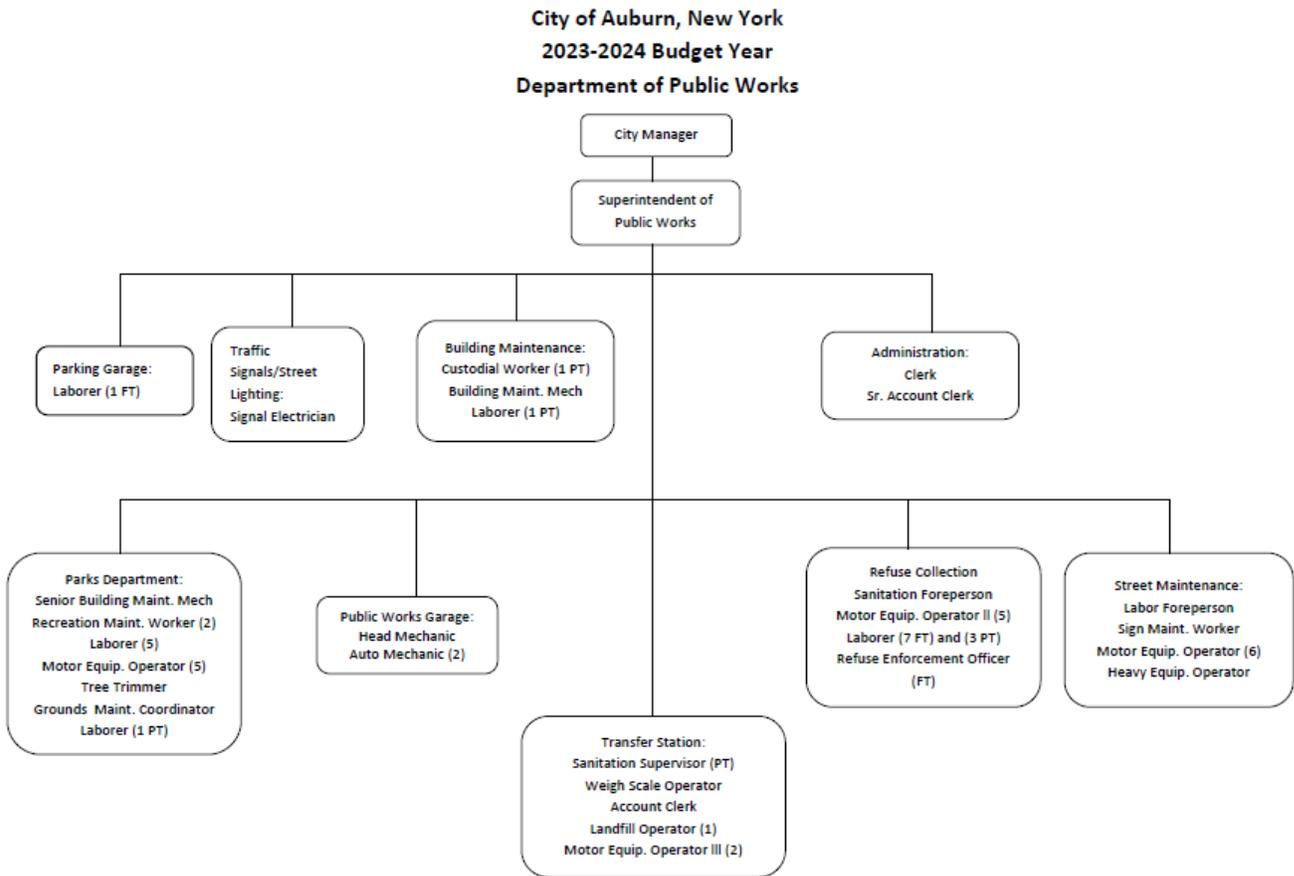 City of Auburn, New York
2023-2024 Budget Year
Department of Public Works
City Manager
Superintendent of
Public Works
Parking Garage:
Laborer (1 FT)
Traffic
Signals/Street
Lighting:
Signal Electrician
Building Maintenance:
Custodial Worker (1 PT)
Building Maint. Mech
Laborer (1 PT)
Administration:
Clerk
Sr. Account Clerk
Parks Department:
Senior Building Maint. Mech
Recreation Maint. Worker (2)
Laborer (5)
Motor Equip. Operator (5)
Tree Trimmer
Grounds Maint. Coordinator
Laborer (1 PT)
Public Works Garage:
Head Mechanic
Auto Mechanic (2)
Transfer Station:
Sanitation Supervisor (PT)
Weigh Scale Operator
Account Clerk
Landfill Operator (1)
Motor Equip. Operator lll (2)
Refuse Collection
Sanitation Foreperson
Motor Equip. Operator ll (5)
Laborer (7 FT) and (3 PT)
Refuse Enforcement Officer
(FT)
Street Maintenance:
Labor Foreperson
Sign Maint. Worker
Motor Equip. Operator (6)
Heavy Equip. Operator